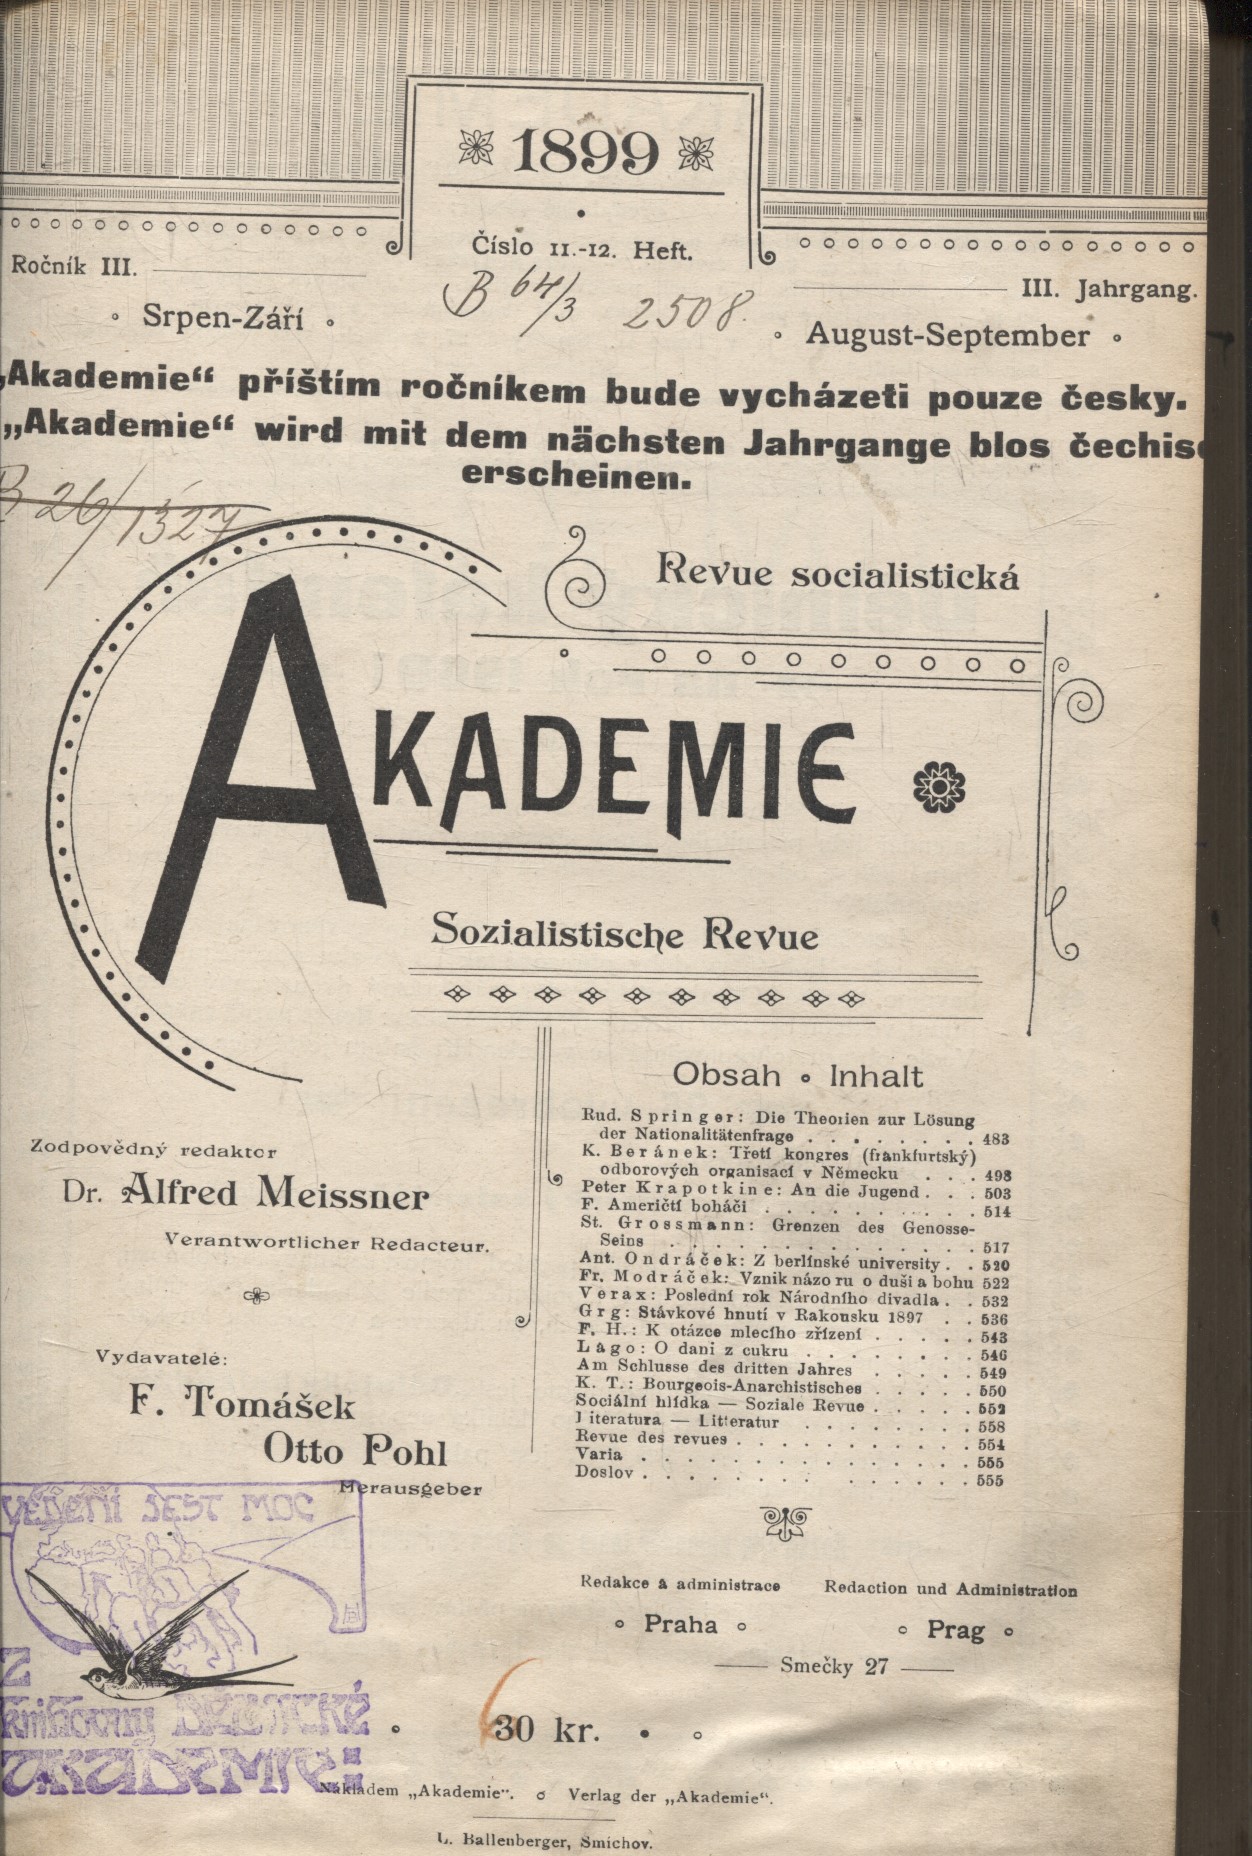 1899
Číslo 11.-12. Heft.
Ročník III.
III. Jahrgang.
B 64/3 2508.
Srpen-Září
August-September
„Akademie“ příštím ročníkem bude vycházeti pouze česky.
„Akademie“ wird mit dem nächsten Jahrgange blos čechisc
erscheinen.
B 26/1327
Revue socialistická
AKADEMIE
Sozialistische Revue
Obsah Inhalt
Rud. Springer: Die Theorien zur Lösung
der Nationalitätenfrage . . . . . . . . 483
K. Beránek: Třetí kongres (frankfurtský)
odborových organisací v Německu . . . 498
Peter Krapotkine: An die Jugend . . . 503
F. Američtí boháči . . . . . . . . . . 514
St. Grossmann: Grenzen des Genosse-
Seins . . . . . . . . . . . . . . 517
Ant. Ondráček: Z berlínské university . . 520
Fr. Modráček: Vznik názoru o duši a bohu 522
Verax: Poslední rok Národního divadla . . 532
Grg: Stávkové hnutí v Rakousku 1897 . . 536
F. H.: K otázce mlecího zřízení . . . . . 543
Lágo: O dani z cukru . . . . . . . . 546
Am Schlusse des dritten Jahres . . . . . 549
K. T.: Bourgeois-Anarchistisches . . . . . 550
Sociální hlídka — Soziale Revue . . . . . 552
Literatura — Litteratur . . . . . . . . 558
Revue des revues . . . . . . . . . . . 554
Varia . . . . . . . . . . . . . . . 555
Doslov . . . . . . . . . . . . . . 555
Zodpovědný redaktor
Dr. Alfred Meissner
Verantwortlicher Redacteur.
Vydavatelé:
F. Tomášek
Otto Pohl
Herausgeber
VĚDĚNÍ JEST MOC
Z
knihovny DĚLNICKÉ
AKADEMIE:
Redakce a administrace
Redaction und Administration
Praha
Prag
Smečky 27
30 kr.
Nákladem „Akademie“. Verlag der „Akademie“.
L. Ballenberger, Smíchov.